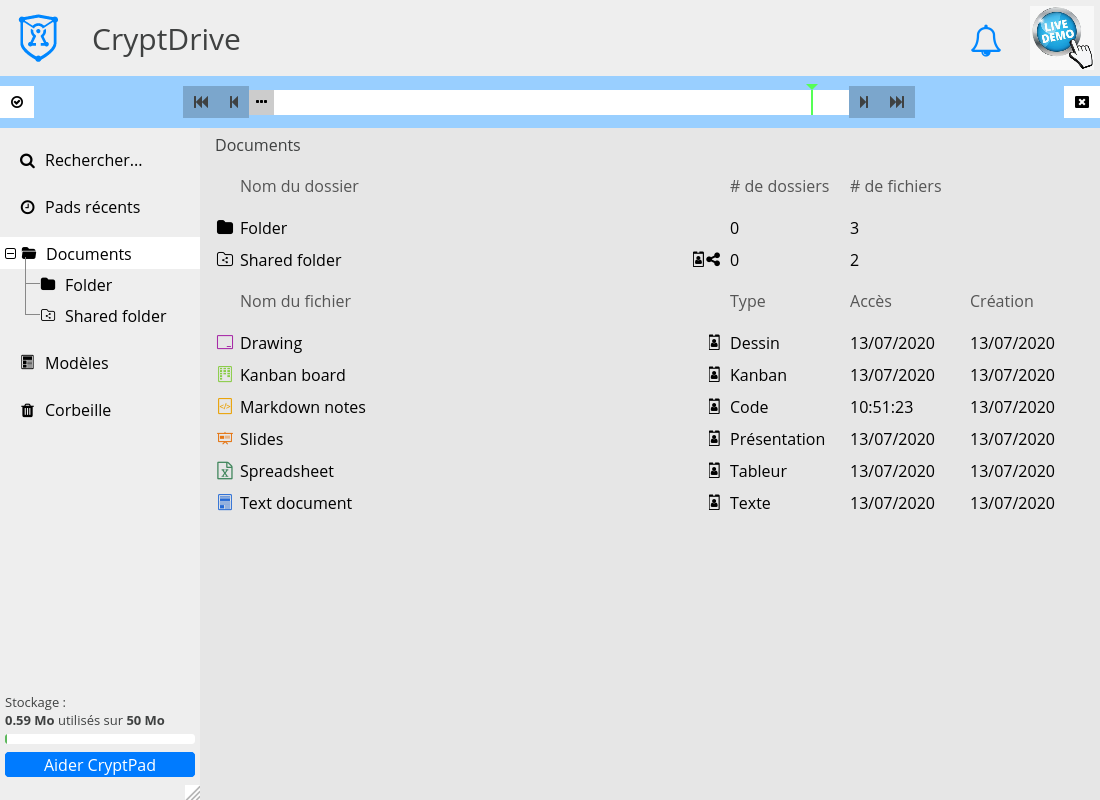 CryptDrive
LIVE DEMO
Rechercher...
Pads récents
Documents
Folder
Shared folder
Modèles
Corbeille
Stockage :
0.59 Mo utilisés sur 50 Mo
Aider CryptPad
Documents
Nom du dossier # de dossiers # de fichiers
Folder 0 3
Shared folder 0 2
Nom du fichier Type Accès Création
Drawing Dessin 13/07/2020 13/07/2020
Kanban board Kanban 13/07/2020 13/07/2020
Markdown notes Code 10:51:23 13/07/2020
Slides Présentation 13/07/2020 13/07/2020
Spreadsheet Tableur 13/07/2020 13/07/2020
Text document Texte 13/07/2020 13/07/2020